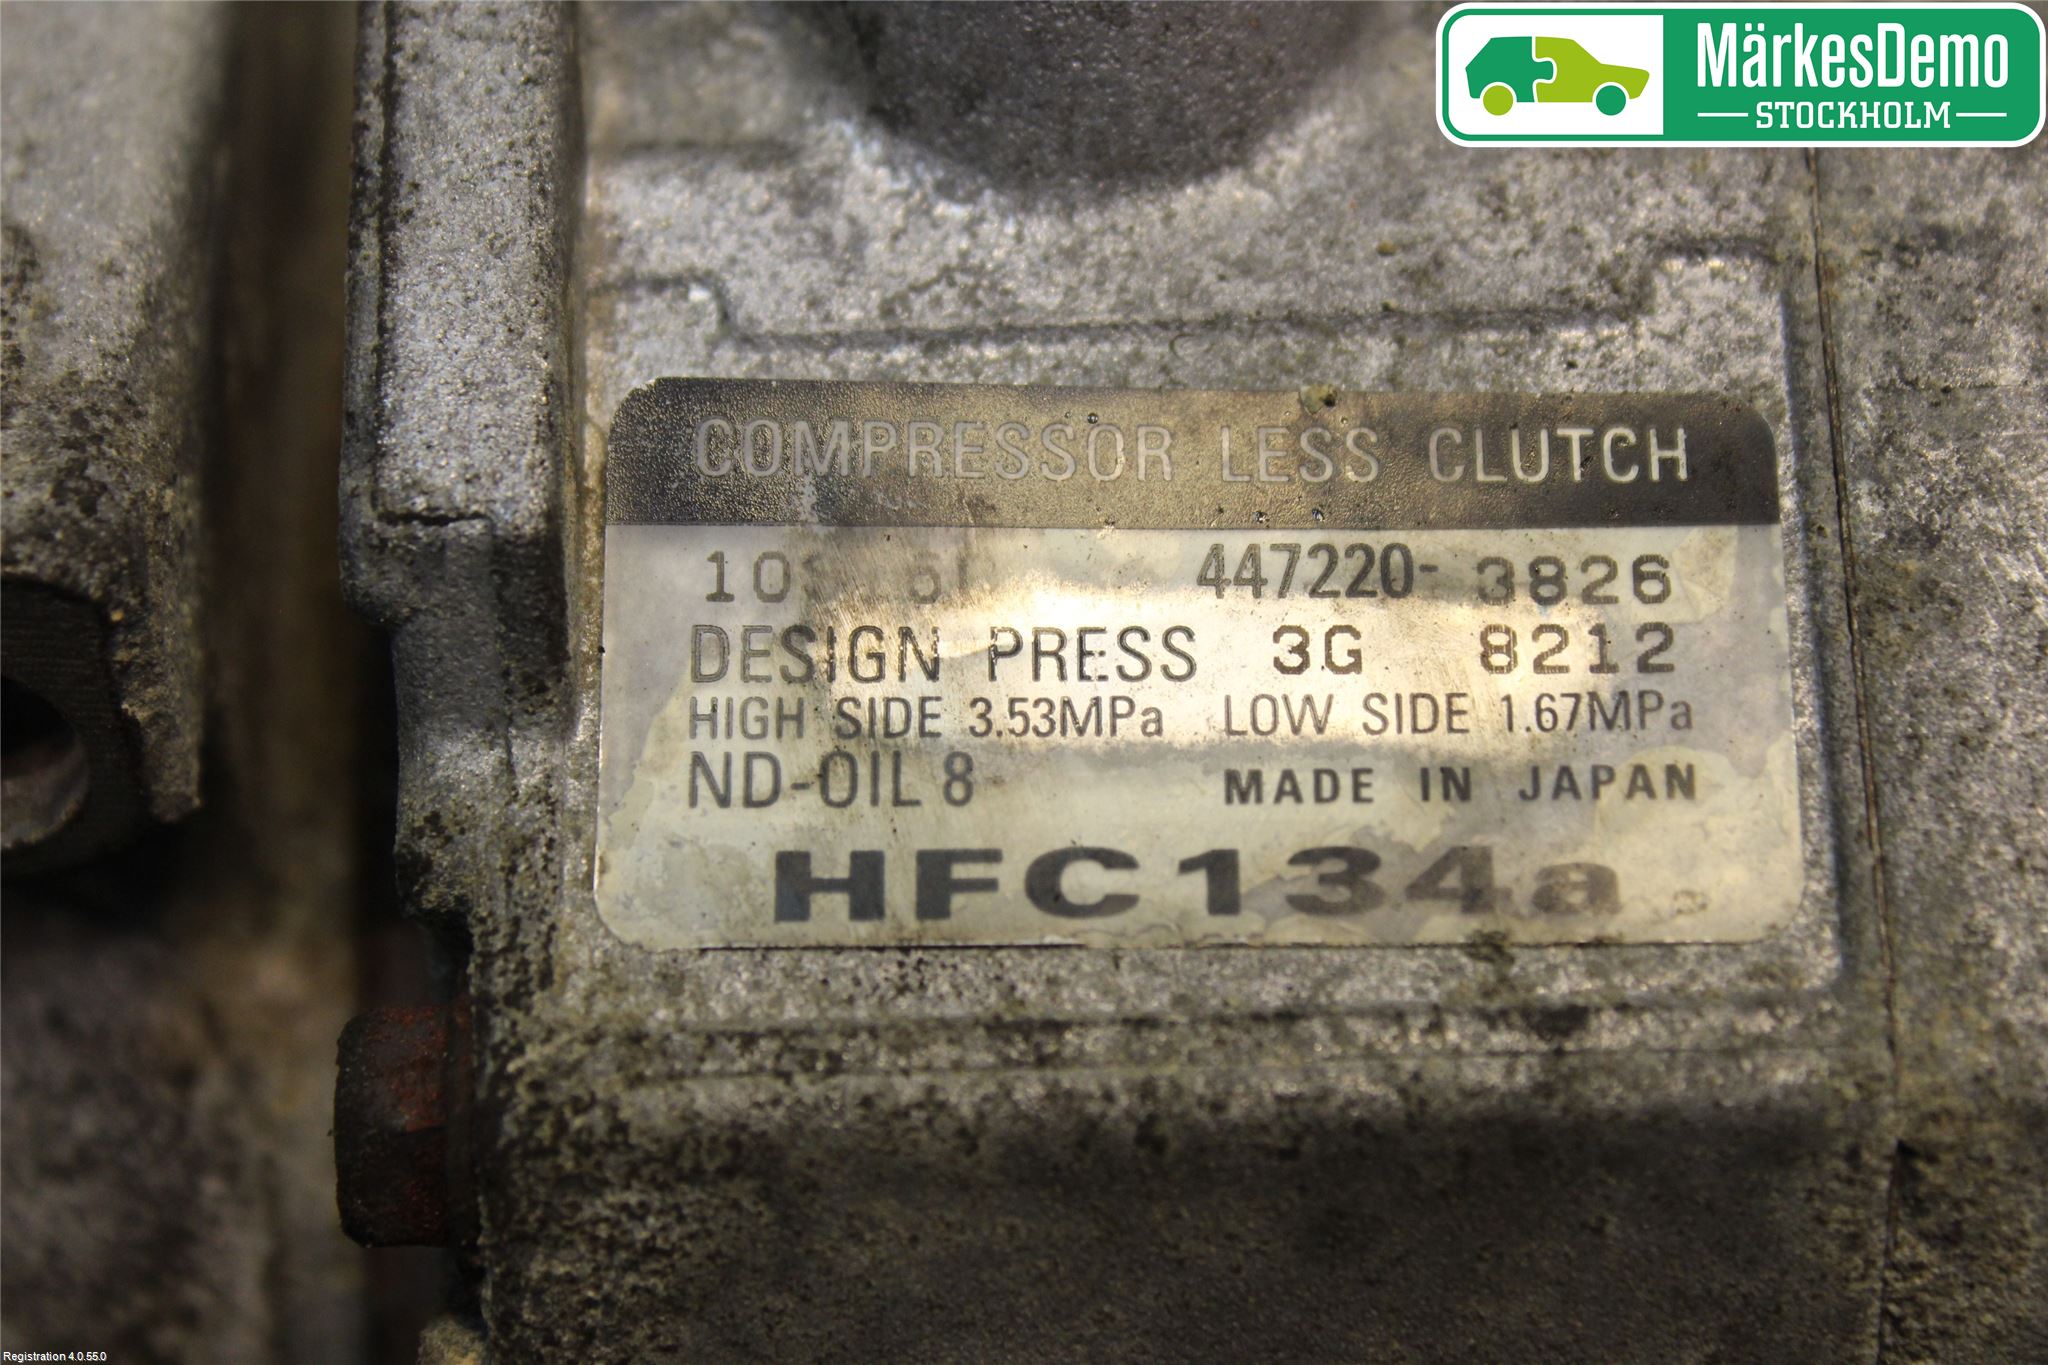 MärkesDemo
STOCKHOLM
COMPRESSOR LESS CLUTCH
447220-3826
DESIGN PRESS 3G 8212
HIGH SIDE 3.53MPa LOW SIDE 1.67MPa
ND-OIL 8 MADE IN JAPAN
HFC134a
Registration 4.0.55.0